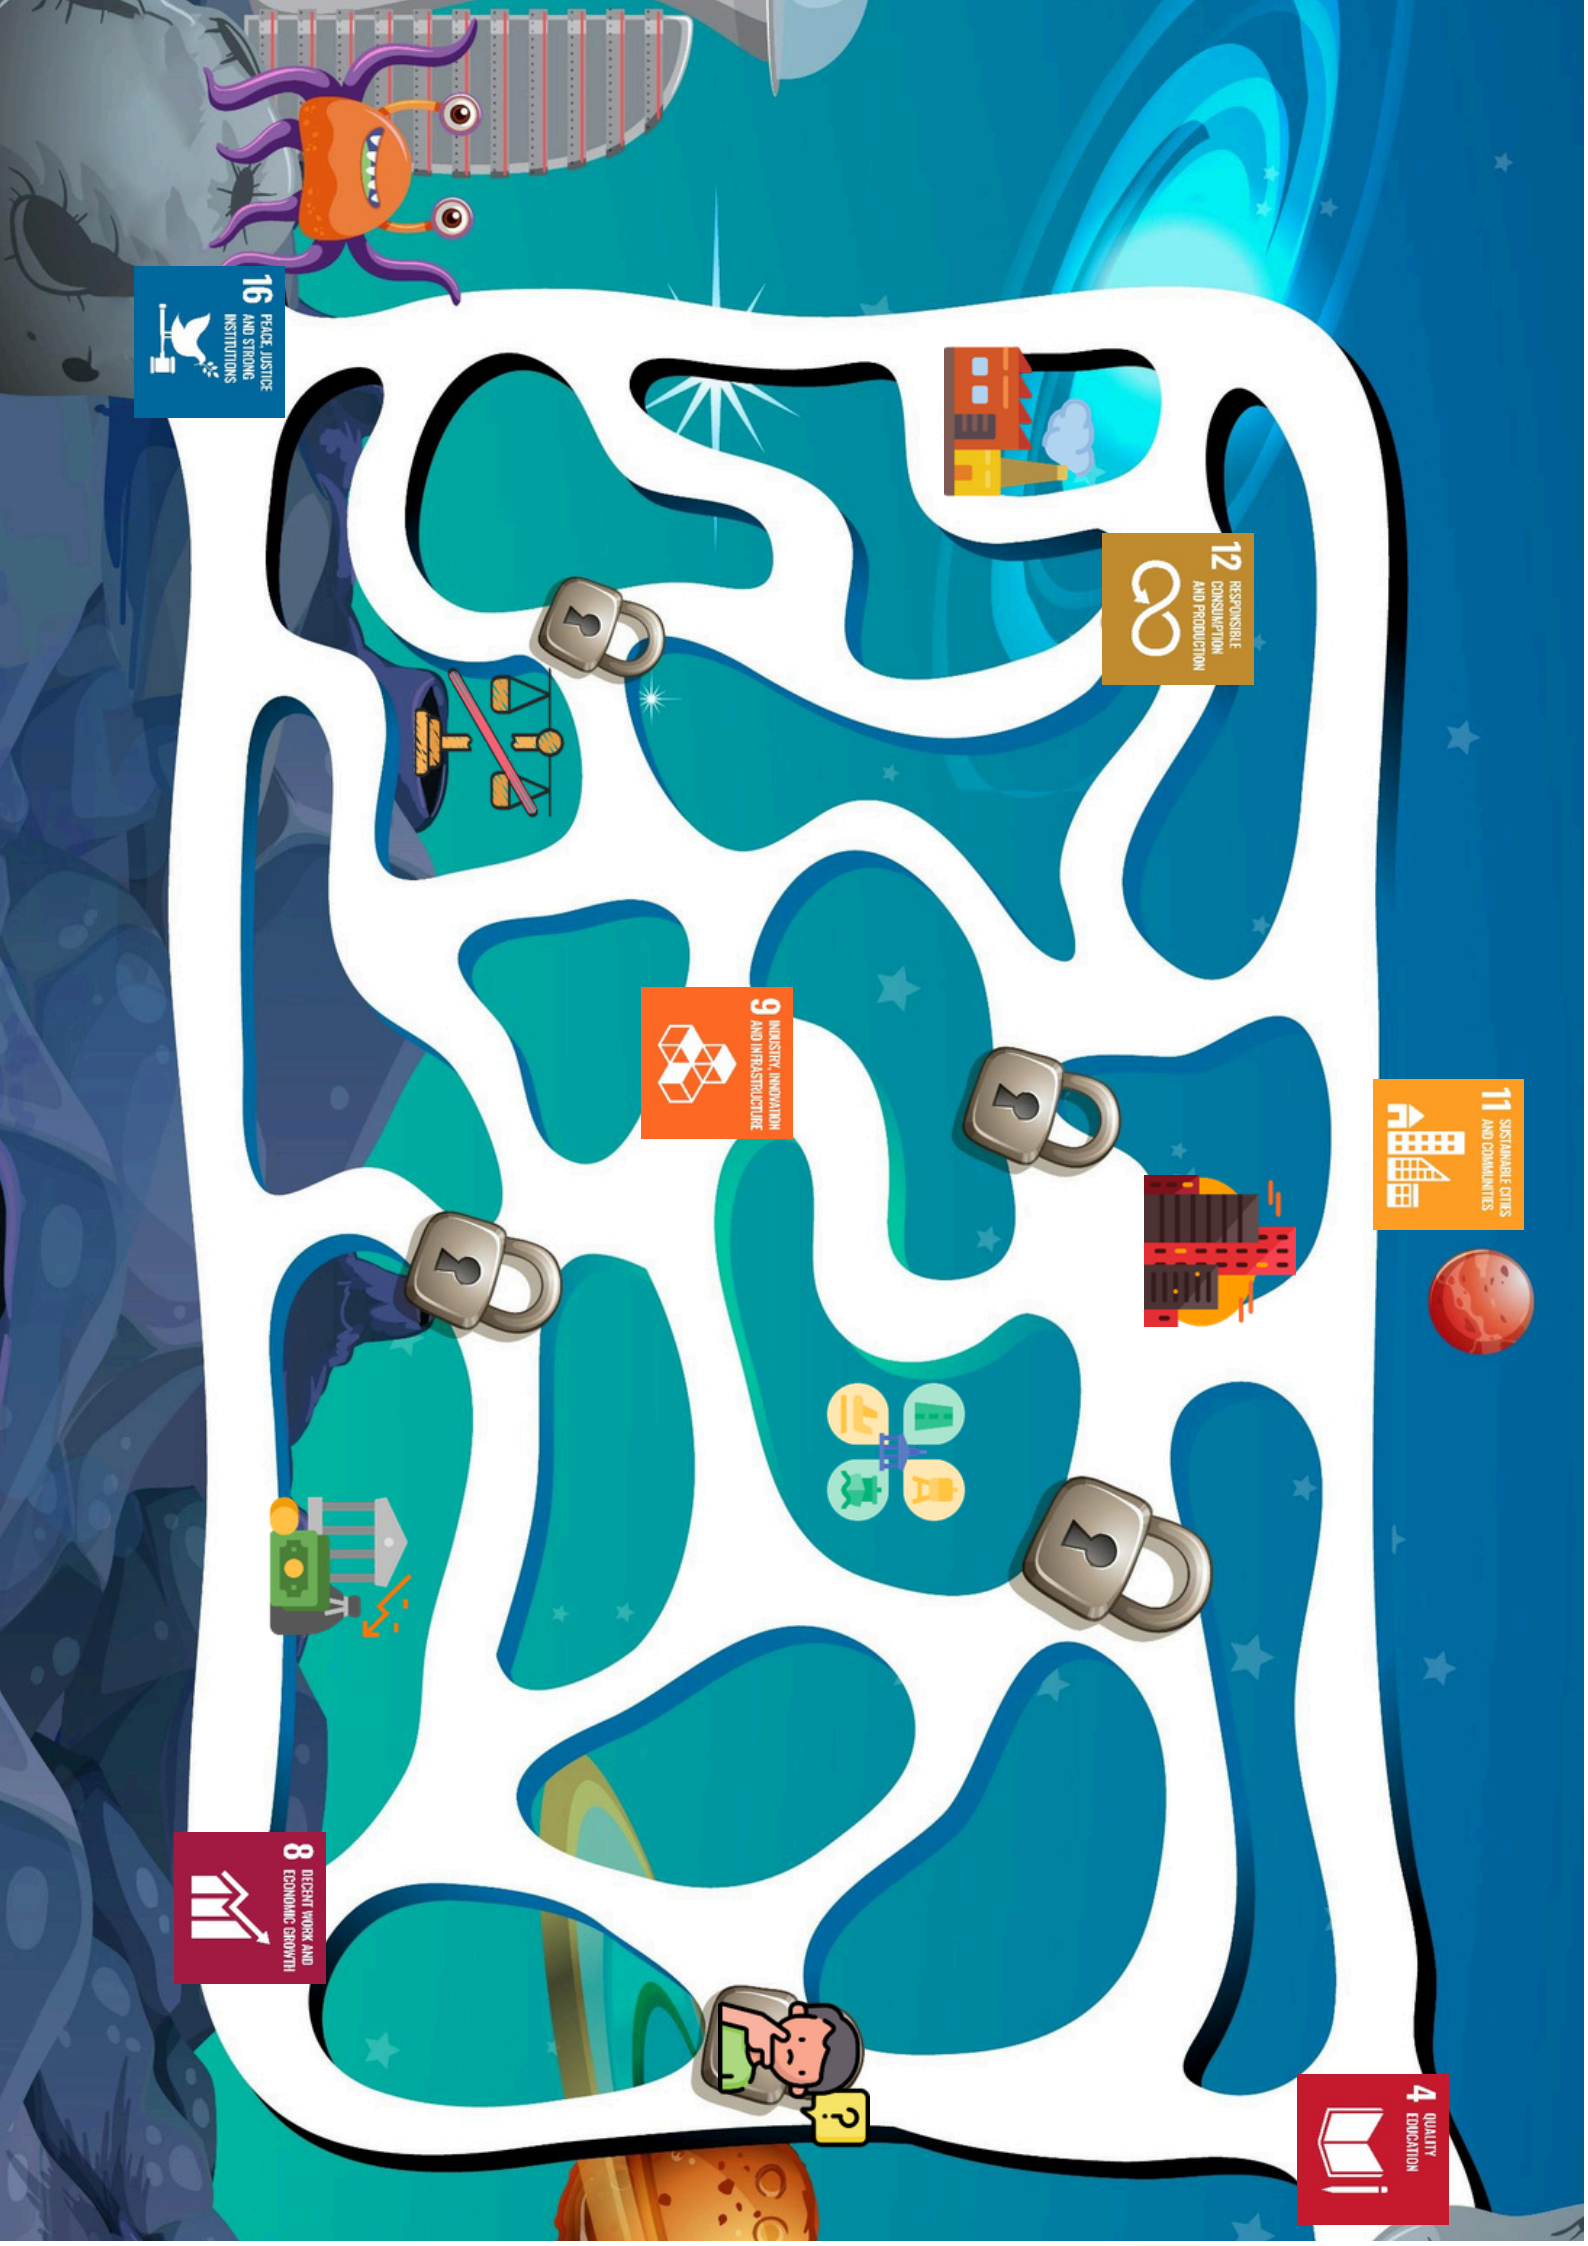 4 QUALITY
EDUCATION
11 SUSTAINABLE CITIES
AND COMMUNITIES
12 RESPONSIBLE
CONSUMPTION
AND PRODUCTION
9 INDUSTRY, INNOVATION
AND INFRASTRUCTURE
8 DECENT WORK AND
ECONOMIC GROWTH
16 PEACE, JUSTICE
AND STRONG
INSTITUTIONS
?